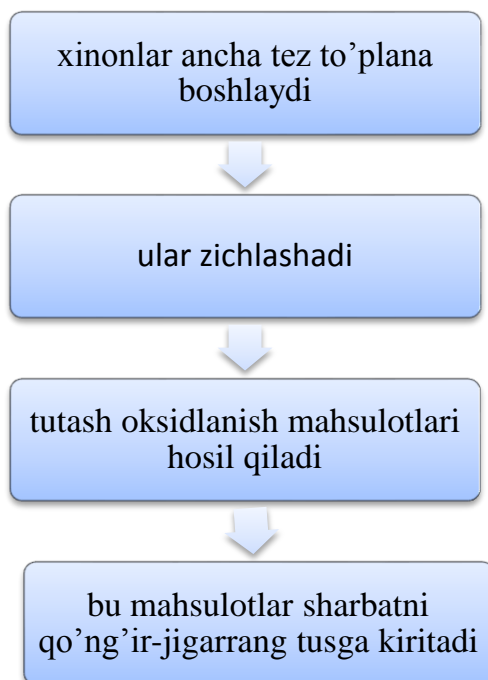 xinonlar ancha tez to’plana
boshlaydi
ular zichlashadi
tutash oksidlanish mahsulotlari
hosil qiladi
bu mahsulotlar sharbatni
qo’ng’ir-jigarrang tusga kiritadi